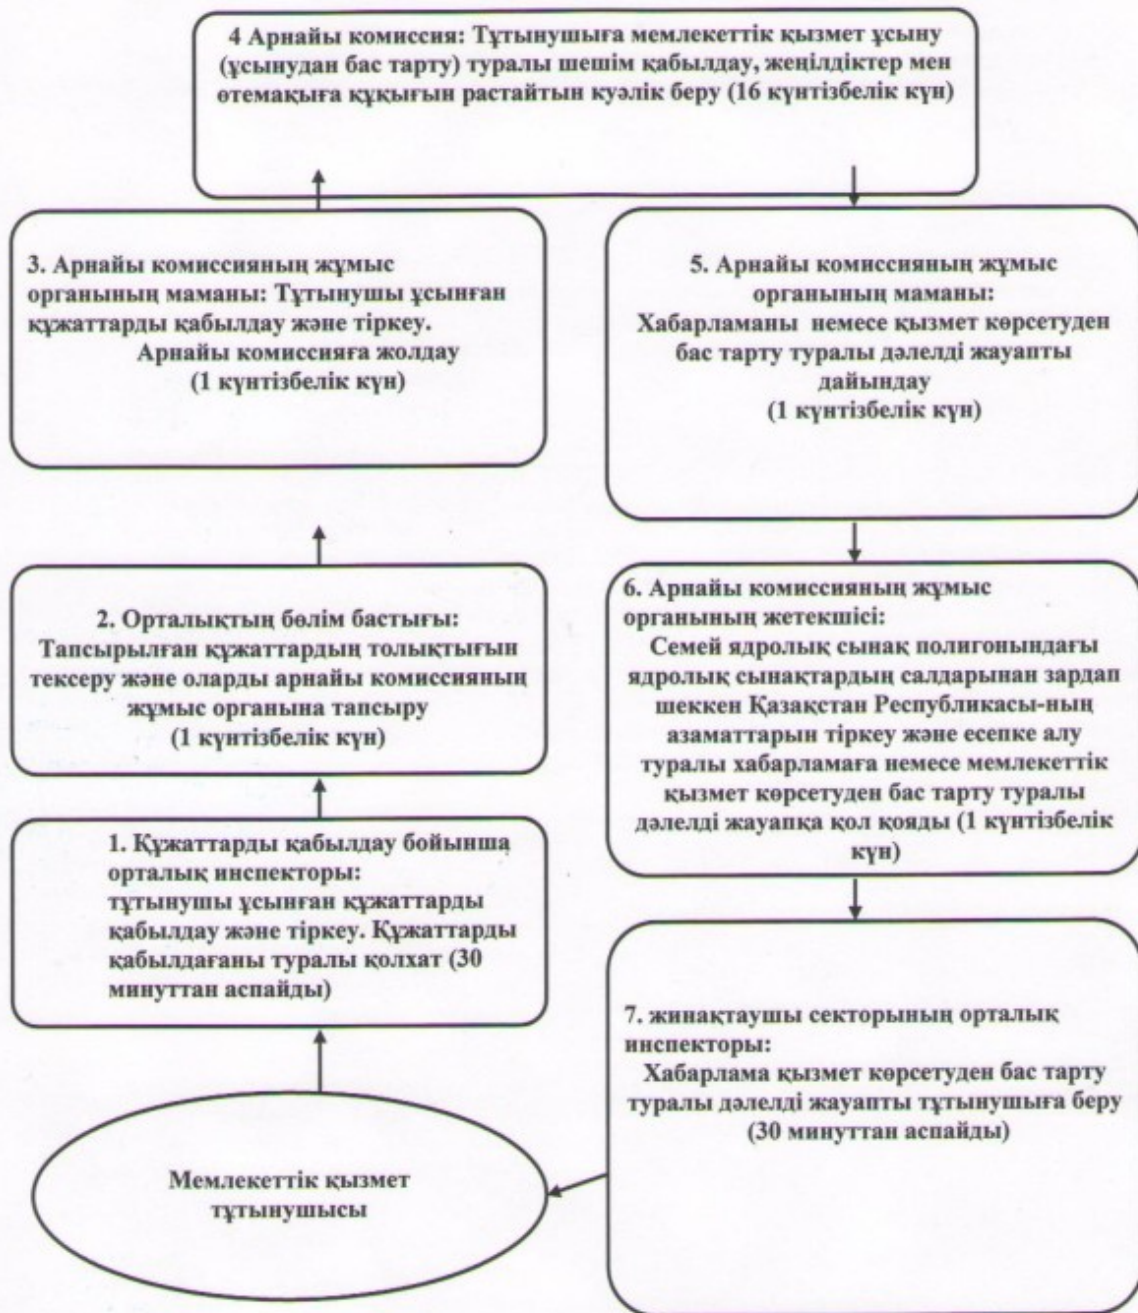 4 Арнайы комиссия: Тұтынушыға мемлекеттік қызмет ұсыну
(ұсынудан бас тарту) туралы шешім қабылдау, жеңілдіктер мен
өтемақыға құқығын растайтын куәлік беру (16 күнтізбелік күн)
3. Арнайы комиссияның жұмыс
органының маманы: Тұтынушы ұсынған
құжаттарды қабылдау және тіркеу.
Арнайы комиссияға жолдау
(1 күнтізбелік күн)
5. Арнайы комиссияның жұмыс
органының маманы:
Хабарламаны немесе қызмет көрсетуден
бас тарту туралы дәлелді жауапты
дайындау
(1 күнтізбелік күн)
2. Орталықтың бөлім бастығы:
Тапсырылған құжаттардың толықтығын
тексеру және оларды арнайы комиссияның
жұмыс органына тапсыру
(1 күнтізбелік күн)
6. Арнайы комиссияның жұмыс
органының жетекшісі:
Семей ядролық сынақ полигонындағы
ядролық сынақтардың салдарынан зардап
шеккен Қазақстан Республикасы-ның
азаматтарын тіркеу және есепке алу
туралы хабарламаға немесе мемлекеттік
қызмет көрсетуден бас тарту туралы
дәлелді жауапқа қол қояды (1 күнтізбелік
күн)
1. Құжаттарды қабылдау бойынша
орталық инспекторы:
тұтынушы ұсынған құжаттарды
қабылдау және тіркеу. Құжаттарды
қабылдағаны туралы қолхат (30
минуттан аспайды)
7. жинақтаушы секторының орталық
инспекторы:
Хабарлама қызмет көрсетуден бас тарту
туралы дәлелді жауапты тұтынушыға беру
(30 минуттан аспайды)
Мемлекеттік қызмет
тұтынушысы